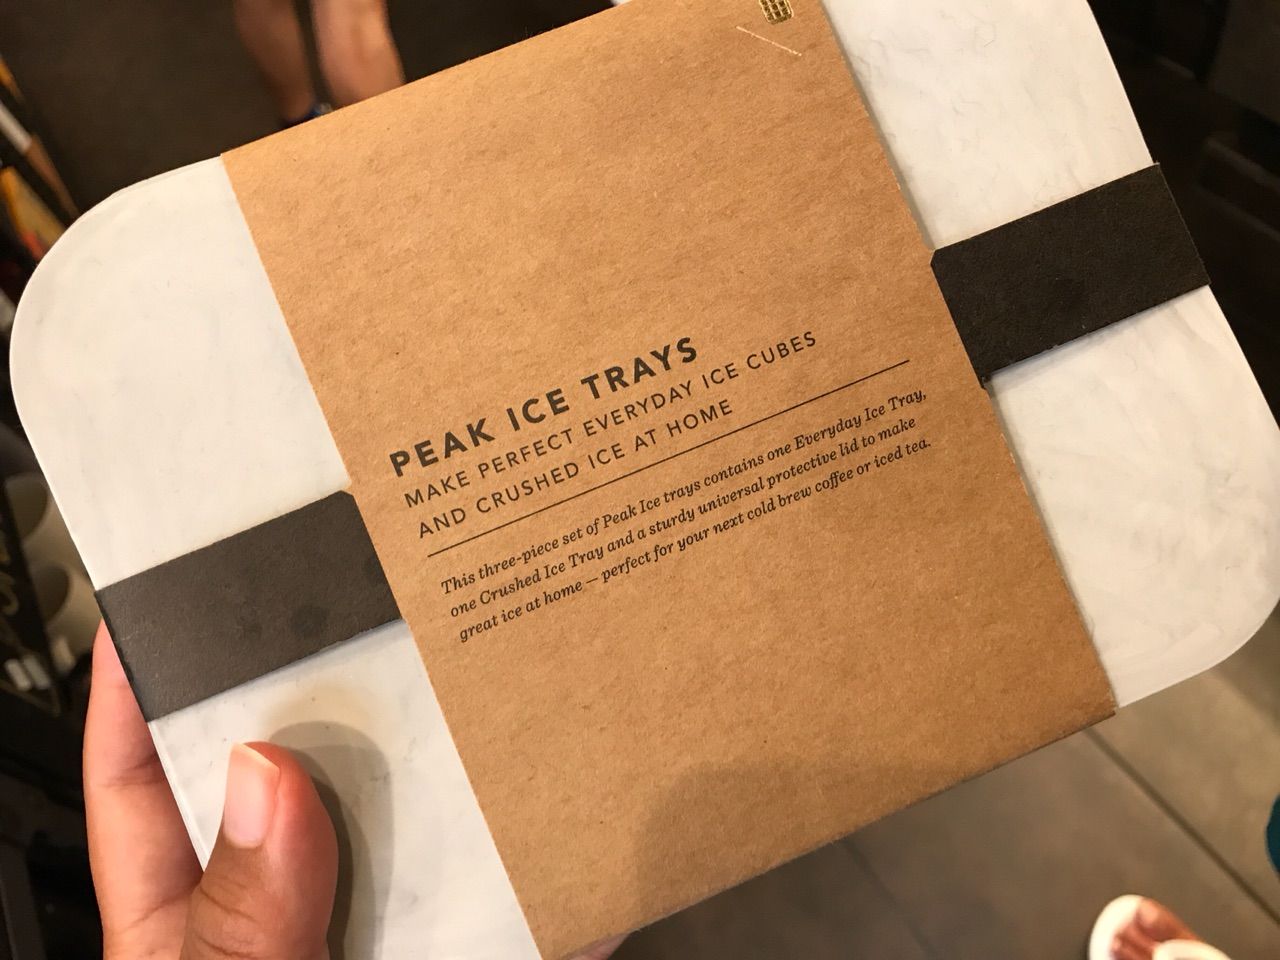 PEAK ICE TRAYS
MAKE PERFECT EVERYDAY ICE CUBES
AND CRUSHED ICE AT HOME
This three-piece set of Peak Ice trays contains one Everyday Ice Tray,
one Crushed Ice Tray and a sturdy universal protective lid to make
great ice at home — perfect for your next cold brew coffee or iced tea.